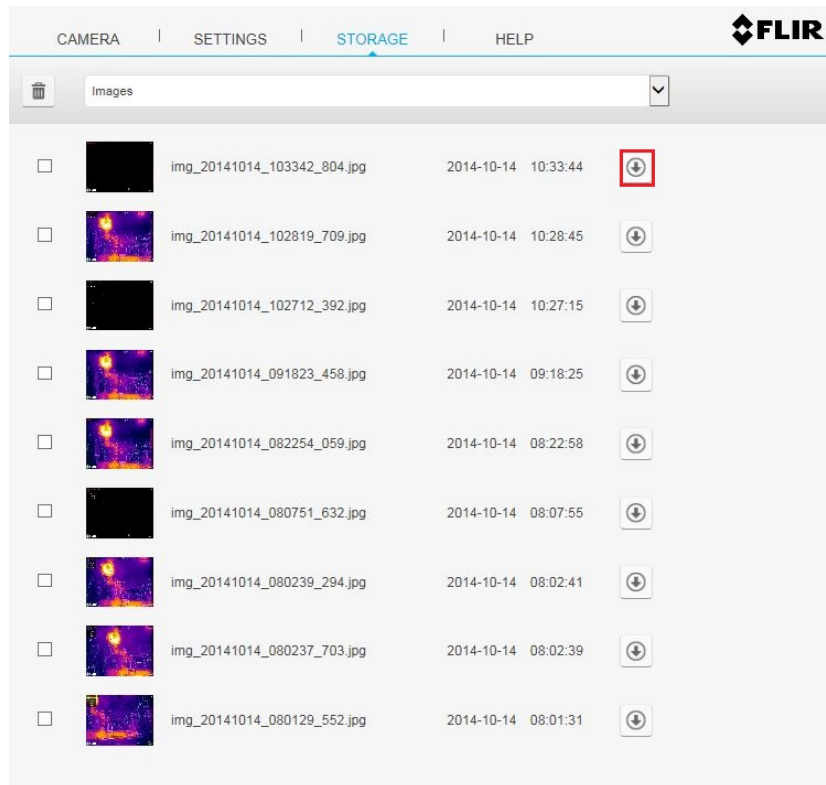 CAMERA | SETTINGS | STORAGE | HELP FLIR
Images
img_20141014_103342_804.jpg 2014-10-14 10:33:44
img_20141014_102819_709.jpg 2014-10-14 10:28:45
img_20141014_102712_392.jpg 2014-10-14 10:27:15
img_20141014_091823_458.jpg 2014-10-14 09:18:25
img_20141014_082254_059.jpg 2014-10-14 08:22:58
img_20141014_080751_632.jpg 2014-10-14 08:07:55
img_20141014_080239_294.jpg 2014-10-14 08:02:41
img_20141014_080237_703.jpg 2014-10-14 08:02:39
img_20141014_080129_552.jpg 2014-10-14 08:01:31